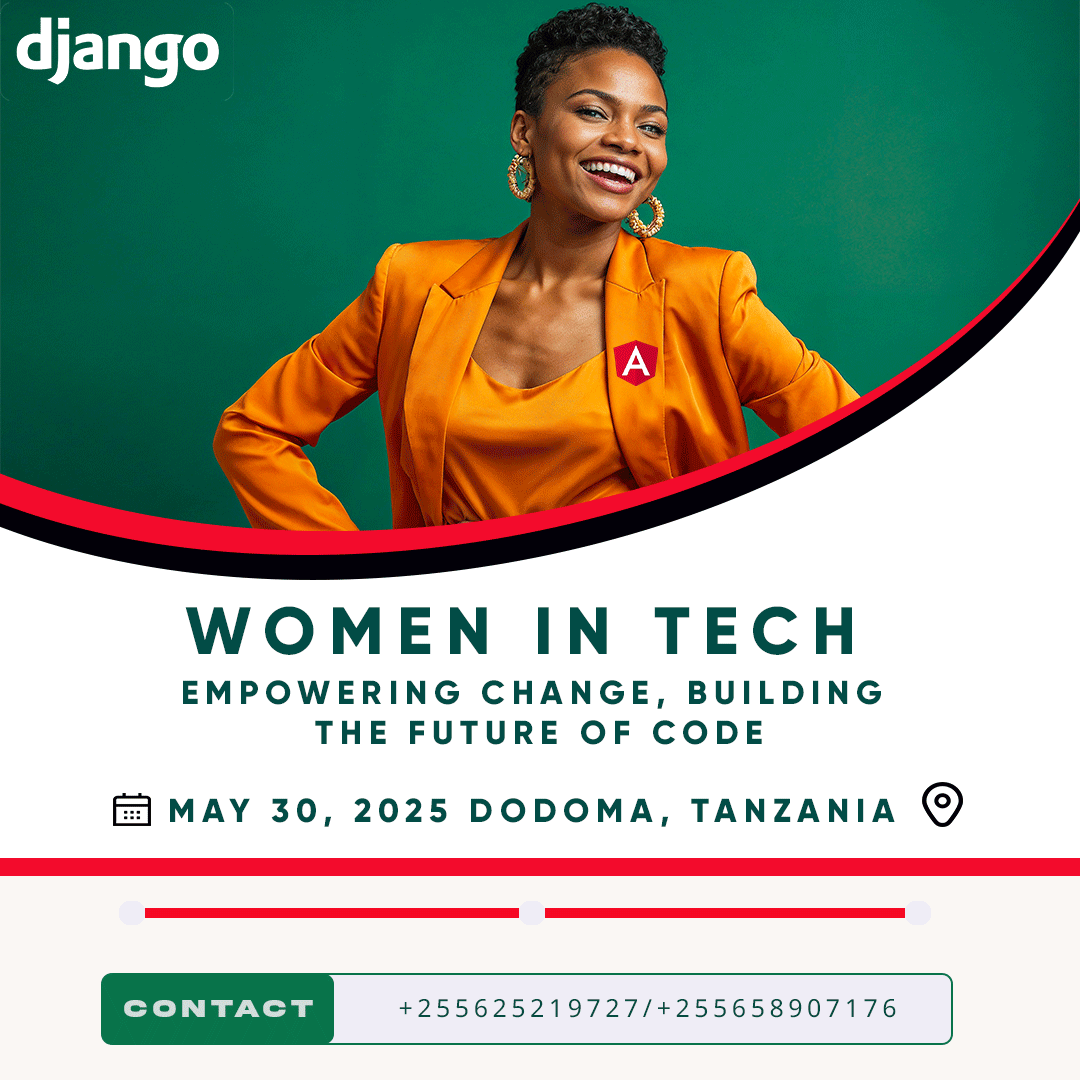 django
A
WOMEN IN TECH
EMPOWERING CHANGE, BUILDING
THE FUTURE OF CODE
MAY 30, 2025 DODOMA, TANZANIA
CONTACT +255625219727/+255658907176